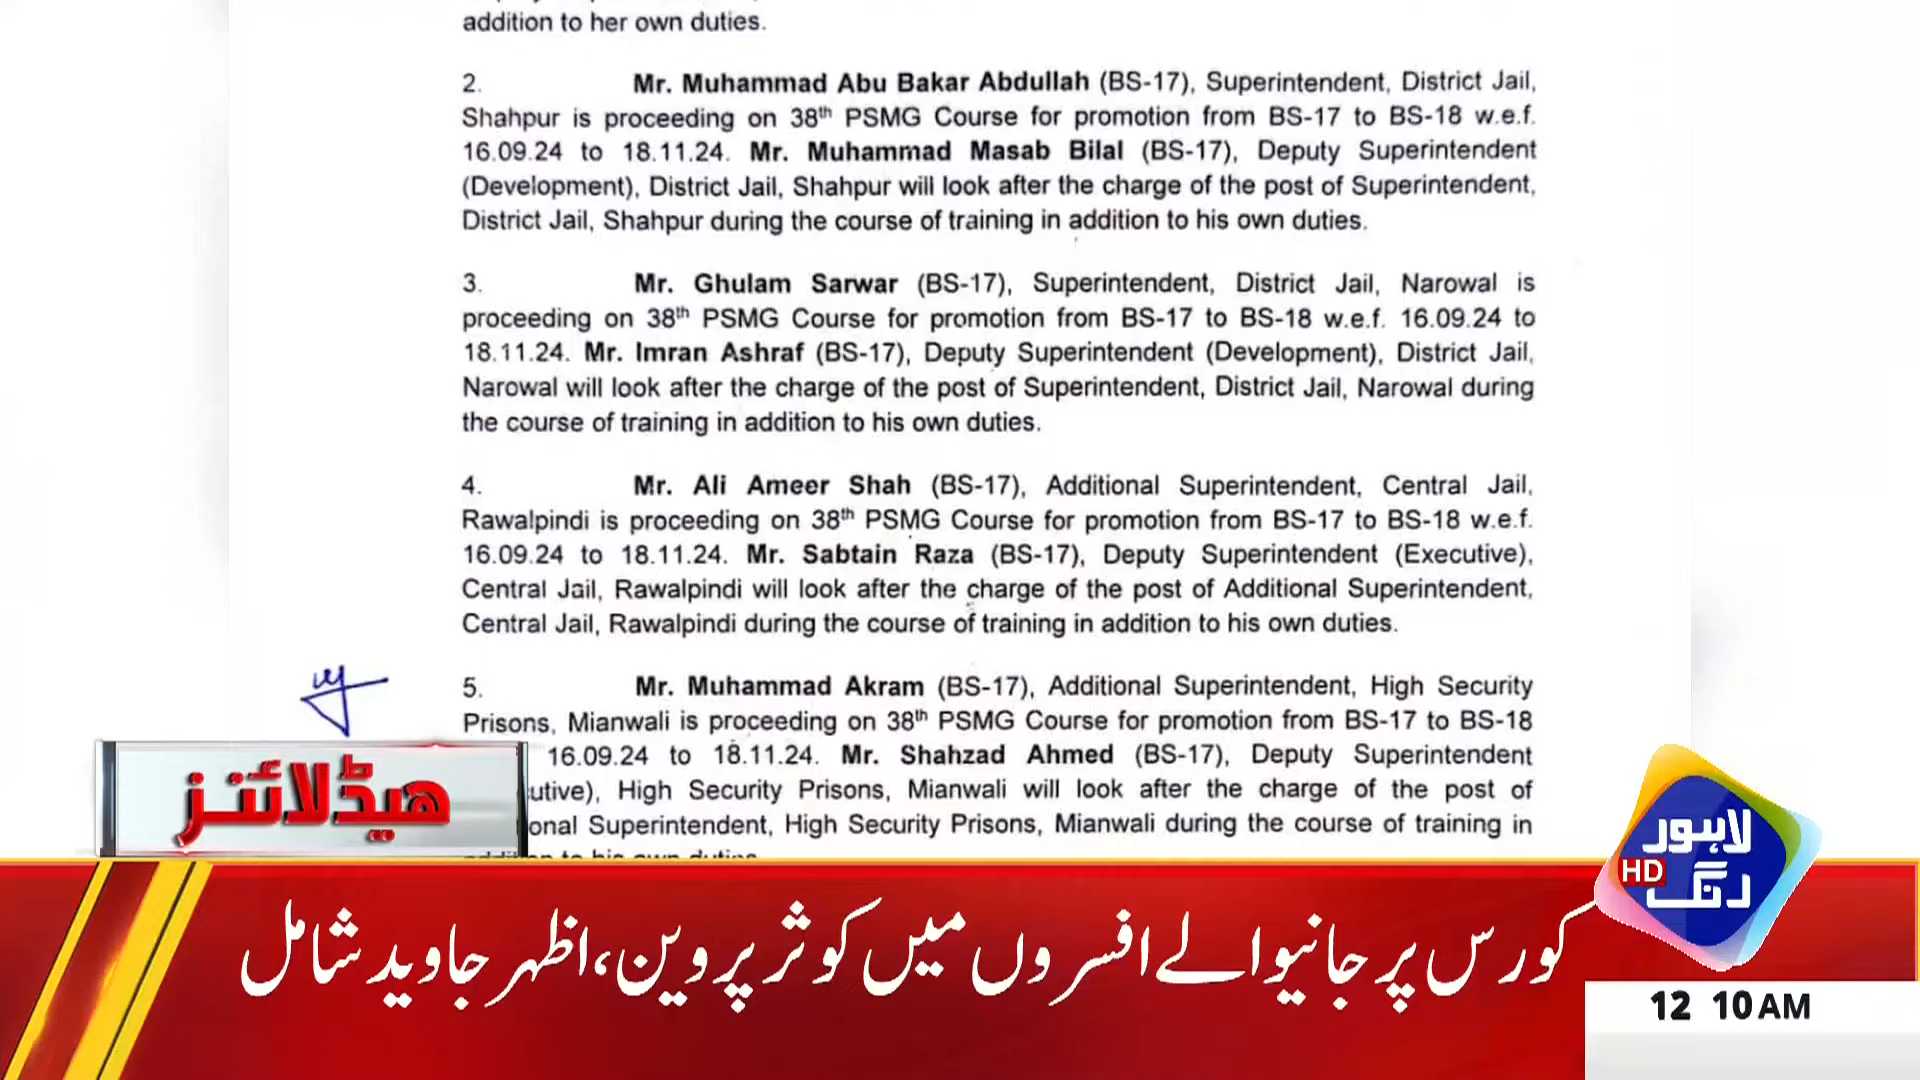 addition to her own duties.
2. Mr. Muhammad Abu Bakar Abdullah (BS-17), Superintendent, District Jail,
Shahpur is proceeding on 38th PSMG Course for promotion from BS-17 to BS-18 w.e.f.
16.09.24 to 18.11.24. Mr. Muhammad Masab Bilal (BS-17), Deputy Superintendent
(Development), District Jail, Shahpur will look after the charge of the post of Superintendent,
District Jail, Shahpur during the course of training in addition to his own duties.
3. Mr. Ghulam Sarwar (BS-17), Superintendent, District Jail, Narowal is
proceeding on 38th PSMG Course for promotion from BS-17 to BS-18 w.e.f. 16.09.24 to
18.11.24. Mr. Imran Ashraf (BS-17), Deputy Superintendent (Development), District Jail,
Narowal will look after the charge of the post of Superintendent, District Jail, Narowal during
the course of training in addition to his own duties.
4. Mr. Ali Ameer Shah (BS-17), Additional Superintendent, Central Jail,
Rawalpindi is proceeding on 38th PSMG Course for promotion from BS-17 to BS-18 w.e.f.
16.09.24 to 18.11.24. Mr. Sabtain Raza (BS-17), Deputy Superintendent (Executive),
Central Jail, Rawalpindi will look after the charge of the post of Additional Superintendent,
Central Jail, Rawalpindi during the course of training in addition to his own duties.
5. Mr. Muhammad Akram (BS-17), Additional Superintendent, High Security
Prisons, Mianwali is proceeding on 38th PSMG Course for promotion from BS-17 to BS-18
16.09.24 to 18.11.24. Mr. Shahzad Ahmed (BS-17), Deputy Superintendent
utive), High Security Prisons, Mianwali will look after the charge of the post of
onal Superintendent, High Security Prisons, Mianwali during the course of training in
ہیڈلائنز
لاہور
رنگ
HD
کورس پر جانیوالے افسروں میں کوثر پروین، اظہر جاوید شامل
12 10 AM